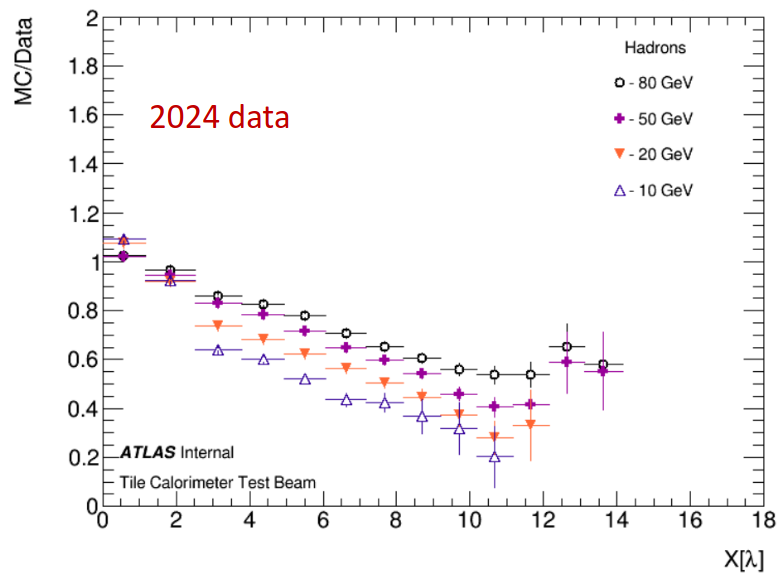 MC/Data
2
1.8
1.6
1.4
1.2
1
0.8
0.6
0.4
0.2
0
2024 data
Hadrons
- 80 GeV
- 50 GeV
- 20 GeV
- 10 GeV
ATLAS Internal
Tile Calorimeter Test Beam
0 2 4 6 8 10 12 14 16 18
X[λ]